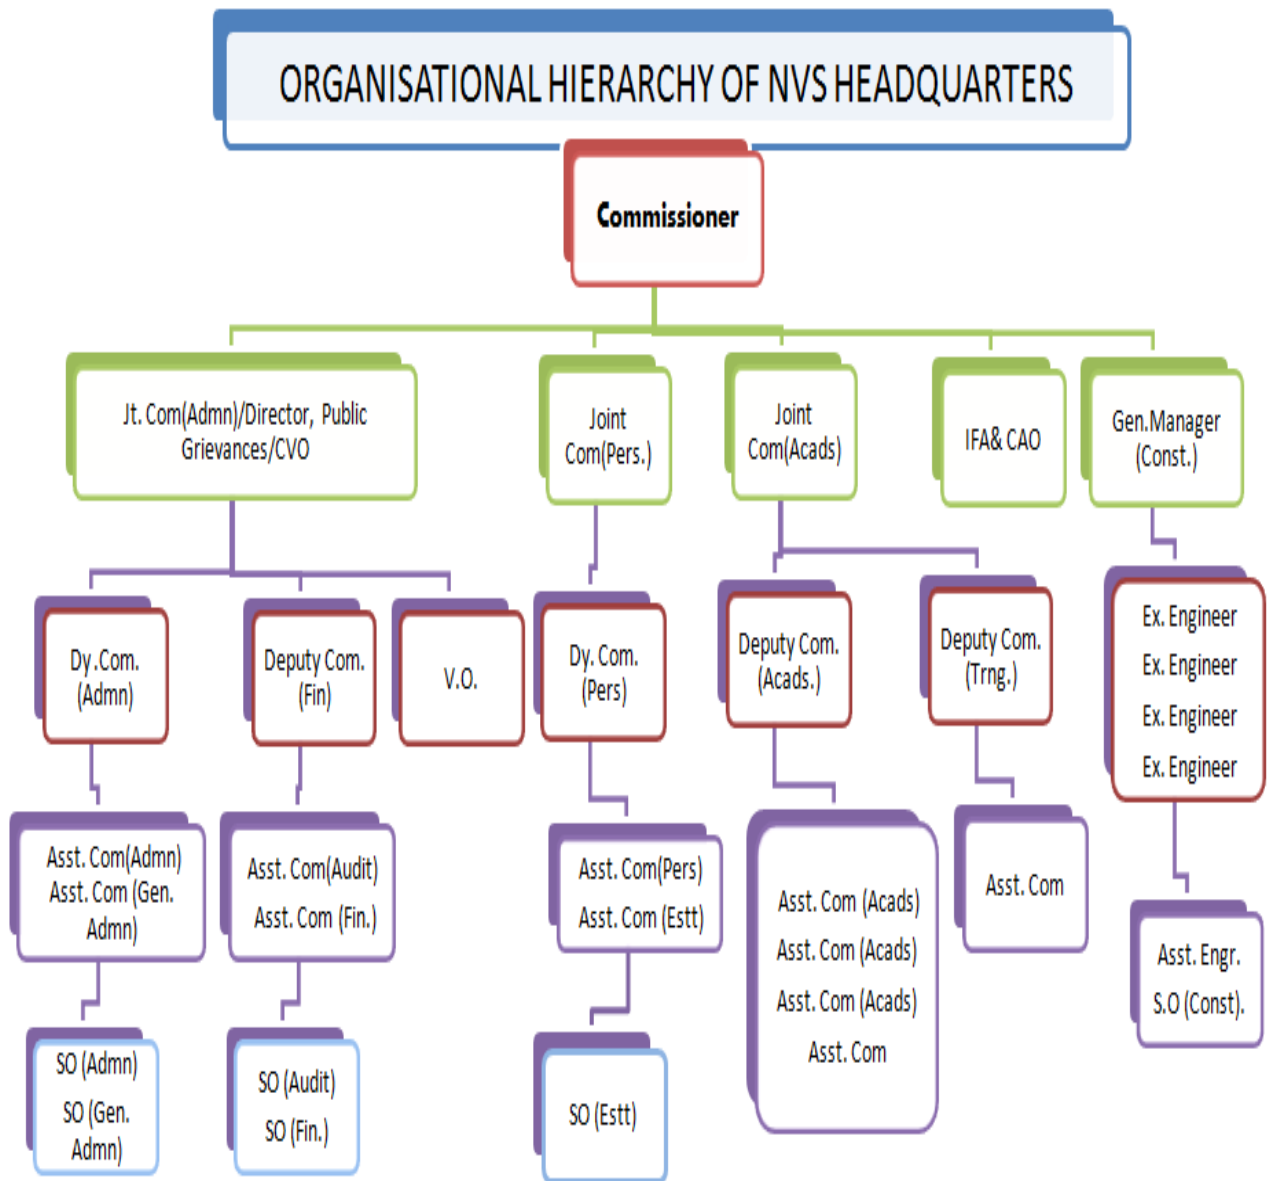 ORGANISATIONAL HIERARCHY OF NVS HEADQUARTERS
Commissioner
Jt. Com(Admn)/Director, Public
Grievances/CVO
Joint
Com(Pers.)
Joint
Com(Acads)
IFA& CAO
Gen.Manager
(Const.)
Dy .Com.
(Admn)
Deputy Com.
(Fin)
V.O.
Dy. Com.
(Pers)
Deputy Com.
(Acads.)
Deputy Com.
(Trng.)
Ex. Engineer
Ex. Engineer
Ex. Engineer
Ex. Engineer
Asst. Com(Admn)
Asst. Com (Gen.
Admn)
Asst. Com(Audit)
Asst. Com (Fin.)
Asst. Com(Pers)
Asst. Com (Estt)
Asst. Com (Acads)
Asst. Com (Acads)
Asst. Com (Acads)
Asst. Com
Asst. Com
Asst. Engr.
S.O (Const).
SO (Admn)
SO (Gen.
Admn)
SO (Audit)
SO (Fin.)
SO (Estt)